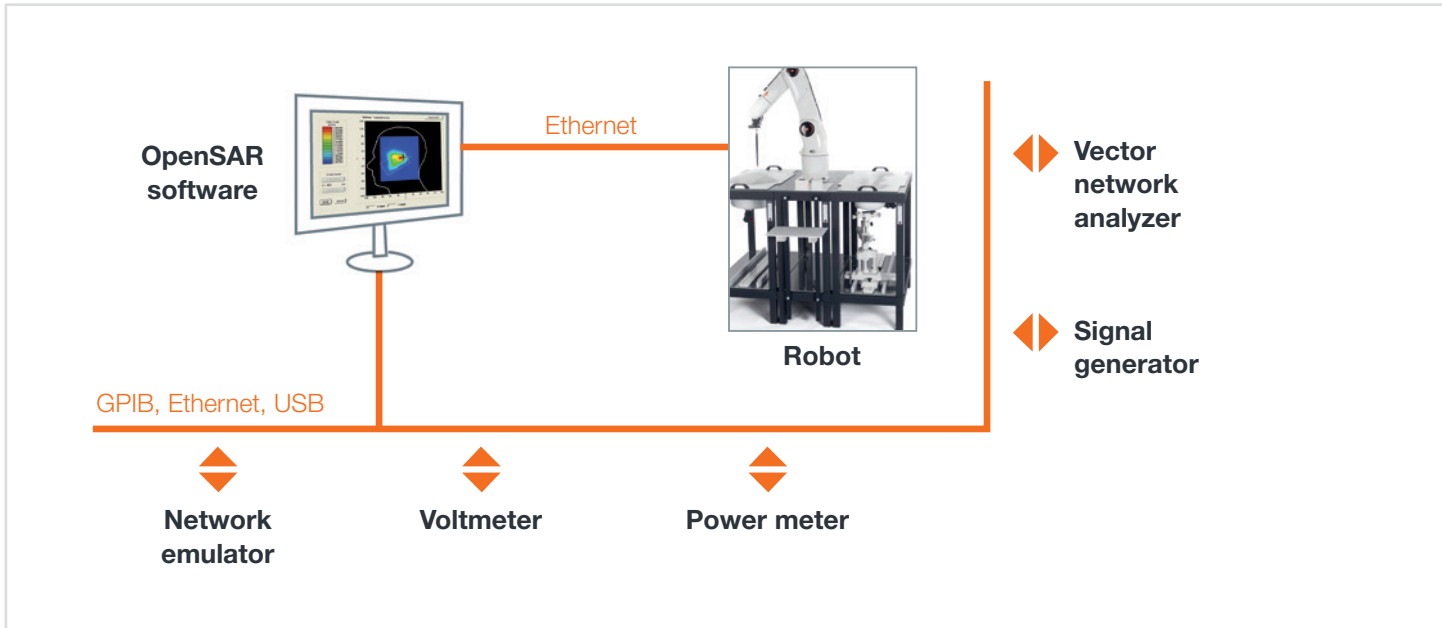 OpenSAR
software
Ethernet
Robot
Vector
network
analyzer
Signal
generator
GPIB, Ethernet, USB
Network
emulator
Voltmeter
Power meter